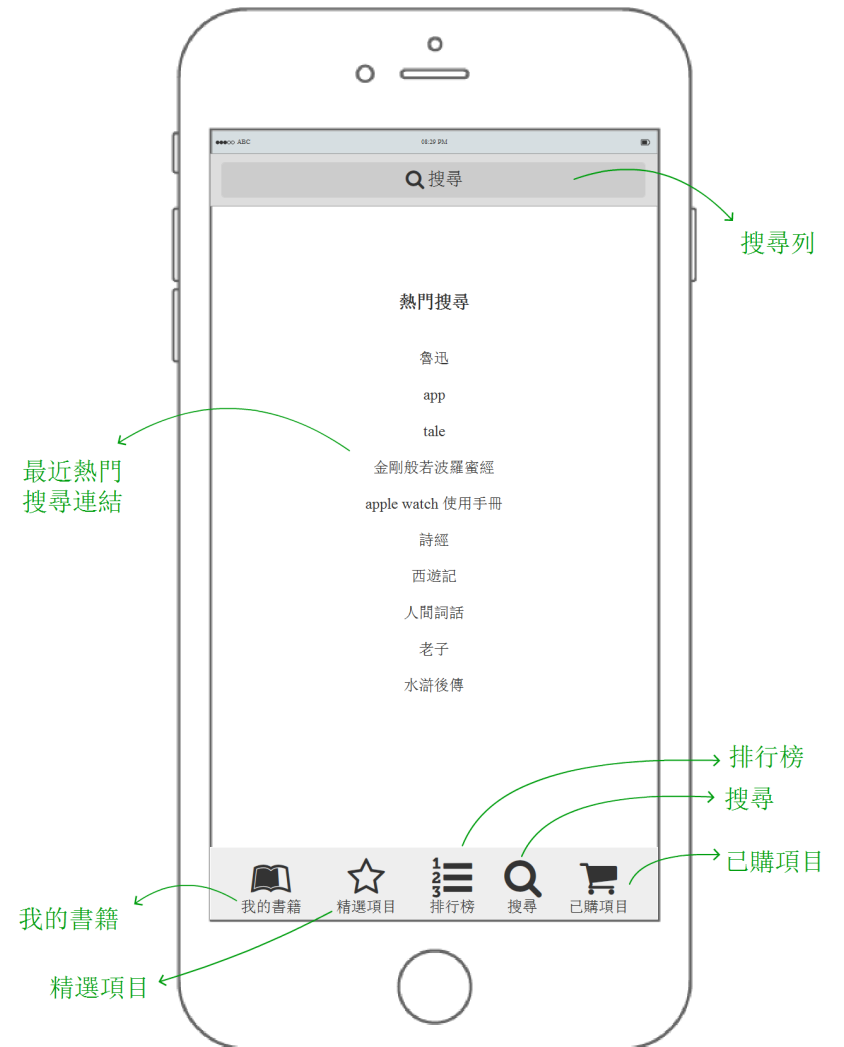 ●●●○○ ABC
08:29 PM
搜尋
搜尋列
熱門搜尋
魯迅
app
tale
金剛般若波羅蜜經
apple watch 使用手冊
詩經
西遊記
人間詞話
老子
水滸後傳
最近熱門
搜尋連結
排行榜
搜尋
已購項目
1
2
3
我的書籍
精選項目
排行榜
搜尋
已購項目
我的書籍
精選項目